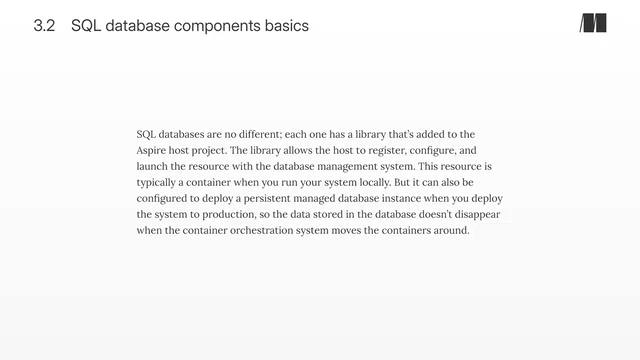 3.2 SQL database components basics
SQL databases are no different; each one has a library that's added to the
Aspire host project. The library allows the host to register, configure, and
launch the resource with the database management system. This resource is
typically a container when you run your system locally. But it can also be
configured to deploy a persistent managed database instance when you deploy
the system to production, so the data stored in the database doesn't disappear
when the container orchestration system moves the containers around.